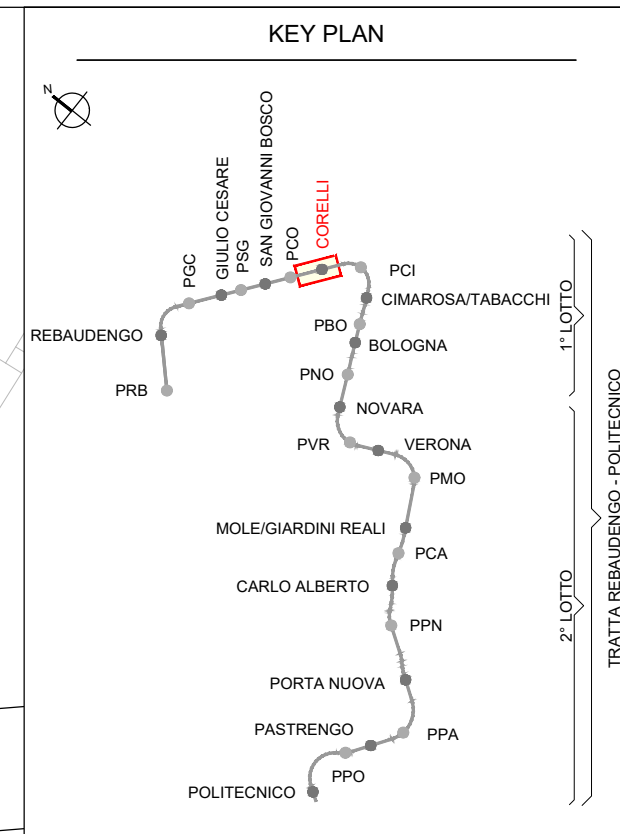 KEY PLAN
N
PGC
GIULIO CESARE
PSG
SAN GIOVANNI BOSCO
PCO
CORELLI
PCI
CIMAROSA/TABACCHI
REBAUDENGO
PBO
BOLOGNA
PNO
PRB
NOVARA
PVR
VERONA
PMO
MOLE/GIARDINI REALI
PCA
CARLO ALBERTO
PPN
PORTA NUOVA
PASTRENGO
PPA
PPO
POLITECNICO
1° LOTTO
2° LOTTO
TRATTA REBAUDENGO - POLITECNICO